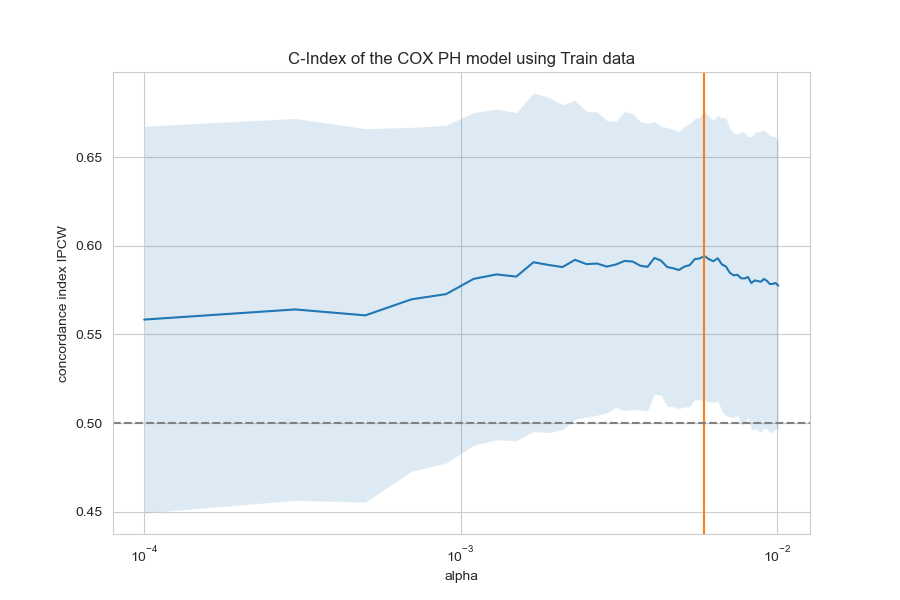 C-Index of the COX PH model using Train data
concordance index IPCW
0.65
0.60
0.55
0.50
0.45
10⁻⁴
10⁻³
10⁻²
alpha